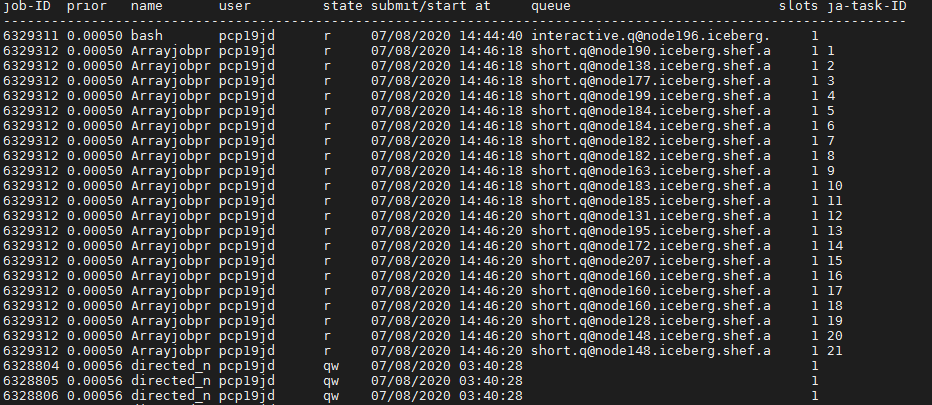 job-ID  prior   name       user         state submit/start at     queue                          slots ja-task-ID
-----------------------------------------------------------------------------------------------------------------
6329311 0.00050 bash       pcp19jd      r     07/08/2020 14:44:40 interactive.q@node196.iceberg.     1
6329312 0.00050 Arrayjobpr pcp19jd      r     07/08/2020 14:46:18 short.q@node190.iceberg.shef.a     1 1
6329312 0.00050 Arrayjobpr pcp19jd      r     07/08/2020 14:46:18 short.q@node138.iceberg.shef.a     1 2
6329312 0.00050 Arrayjobpr pcp19jd      r     07/08/2020 14:46:18 short.q@node177.iceberg.shef.a     1 3
6329312 0.00050 Arrayjobpr pcp19jd      r     07/08/2020 14:46:18 short.q@node199.iceberg.shef.a     1 4
6329312 0.00050 Arrayjobpr pcp19jd      r     07/08/2020 14:46:18 short.q@node184.iceberg.shef.a     1 5
6329312 0.00050 Arrayjobpr pcp19jd      r     07/08/2020 14:46:18 short.q@node184.iceberg.shef.a     1 6
6329312 0.00050 Arrayjobpr pcp19jd      r     07/08/2020 14:46:18 short.q@node182.iceberg.shef.a     1 7
6329312 0.00050 Arrayjobpr pcp19jd      r     07/08/2020 14:46:18 short.q@node182.iceberg.shef.a     1 8
6329312 0.00050 Arrayjobpr pcp19jd      r     07/08/2020 14:46:18 short.q@node163.iceberg.shef.a     1 9
6329312 0.00050 Arrayjobpr pcp19jd      r     07/08/2020 14:46:18 short.q@node183.iceberg.shef.a     1 10
6329312 0.00050 Arrayjobpr pcp19jd      r     07/08/2020 14:46:18 short.q@node185.iceberg.shef.a     1 11
6329312 0.00050 Arrayjobpr pcp19jd      r     07/08/2020 14:46:20 short.q@node131.iceberg.shef.a     1 12
6329312 0.00050 Arrayjobpr pcp19jd      r     07/08/2020 14:46:20 short.q@node195.iceberg.shef.a     1 13
6329312 0.00050 Arrayjobpr pcp19jd      r     07/08/2020 14:46:20 short.q@node172.iceberg.shef.a     1 14
6329312 0.00050 Arrayjobpr pcp19jd      r     07/08/2020 14:46:20 short.q@node207.iceberg.shef.a     1 15
6329312 0.00050 Arrayjobpr pcp19jd      r     07/08/2020 14:46:20 short.q@node160.iceberg.shef.a     1 16
6329312 0.00050 Arrayjobpr pcp19jd      r     07/08/2020 14:46:20 short.q@node160.iceberg.shef.a     1 17
6329312 0.00050 Arrayjobpr pcp19jd      r     07/08/2020 14:46:20 short.q@node160.iceberg.shef.a     1 18
6329312 0.00050 Arrayjobpr pcp19jd      r     07/08/2020 14:46:20 short.q@node128.iceberg.shef.a     1 19
6329312 0.00050 Arrayjobpr pcp19jd      r     07/08/2020 14:46:20 short.q@node148.iceberg.shef.a     1 20
6329312 0.00050 Arrayjobpr pcp19jd      r     07/08/2020 14:46:20 short.q@node148.iceberg.shef.a     1 21
6328804 0.00056 directed_n pcp19jd      qw    07/08/2020 03:40:28                                    1
6328805 0.00056 directed_n pcp19jd      qw    07/08/2020 03:40:28                                    1
6328806 0.00056 directed_n pcp19jd      qw    07/08/2020 03:40:28                                    1